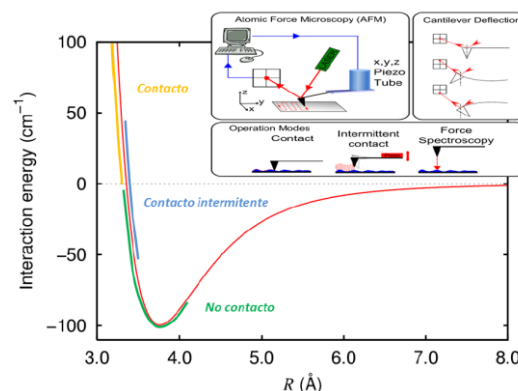 Atomic Force Microscopy (AFM)
Cantilever Deflection
x,y,z
Piezo
Tube
z
y
x
Operation Modes
Contact
Intermittent
contact
Force
Spectroscopy
Contacto
Contacto intermitente
No contacto
Interaction energy (cm⁻¹)
100
50
0
−50
−100
3.0 4.0 5.0 6.0 7.0 8.0
R (Å)